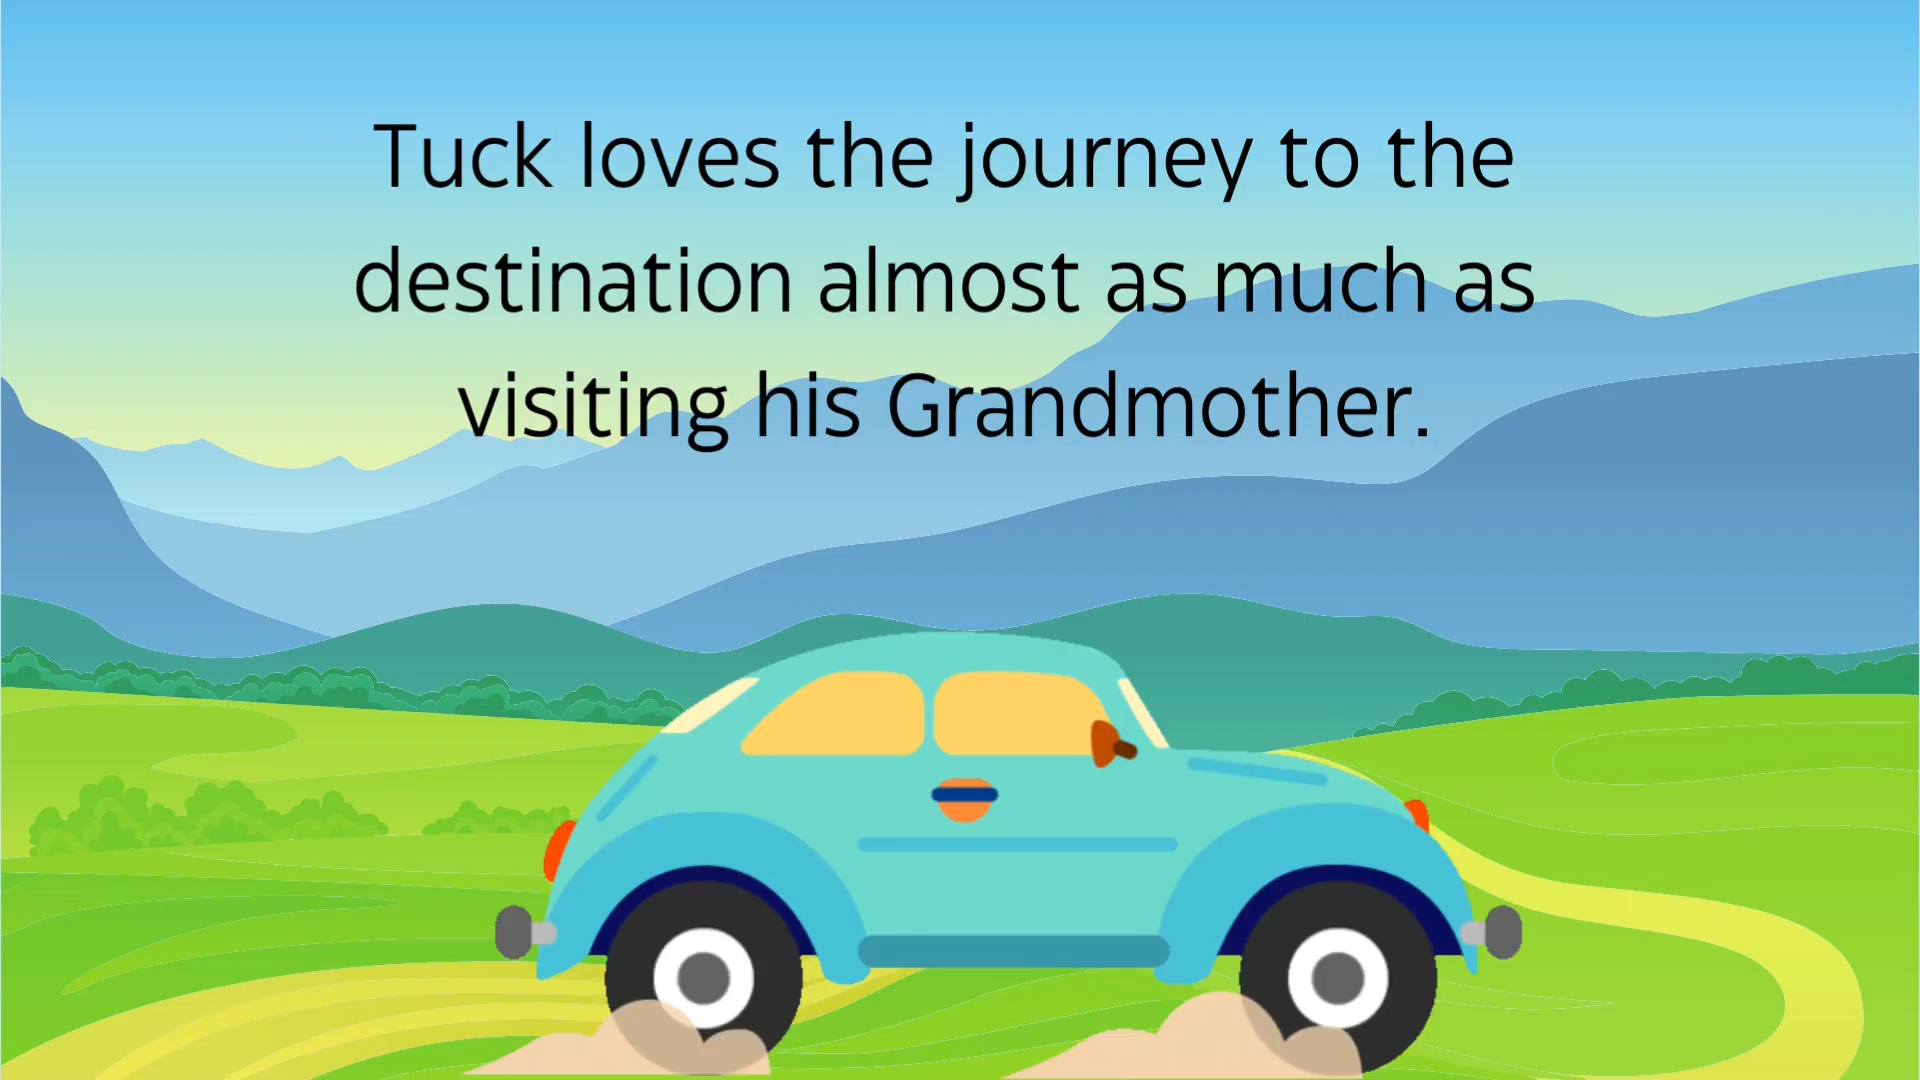 Tuck loves the journey to the
destination almost as much as
visiting his Grandmother.